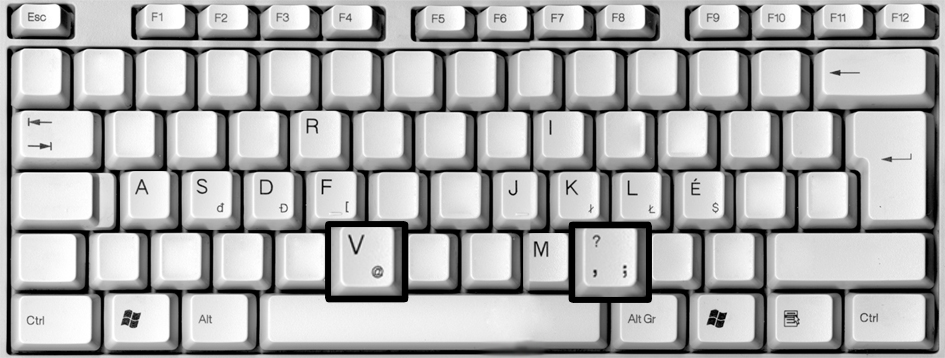 Esc F1 F2 F3 F4 F5 F6 F7 F8 F9 F10 F11 F12
R I
A S đ D Đ F [ J K ł L Ł É $
V @ M ? , ;
Ctrl Alt Alt Gr Ctrl